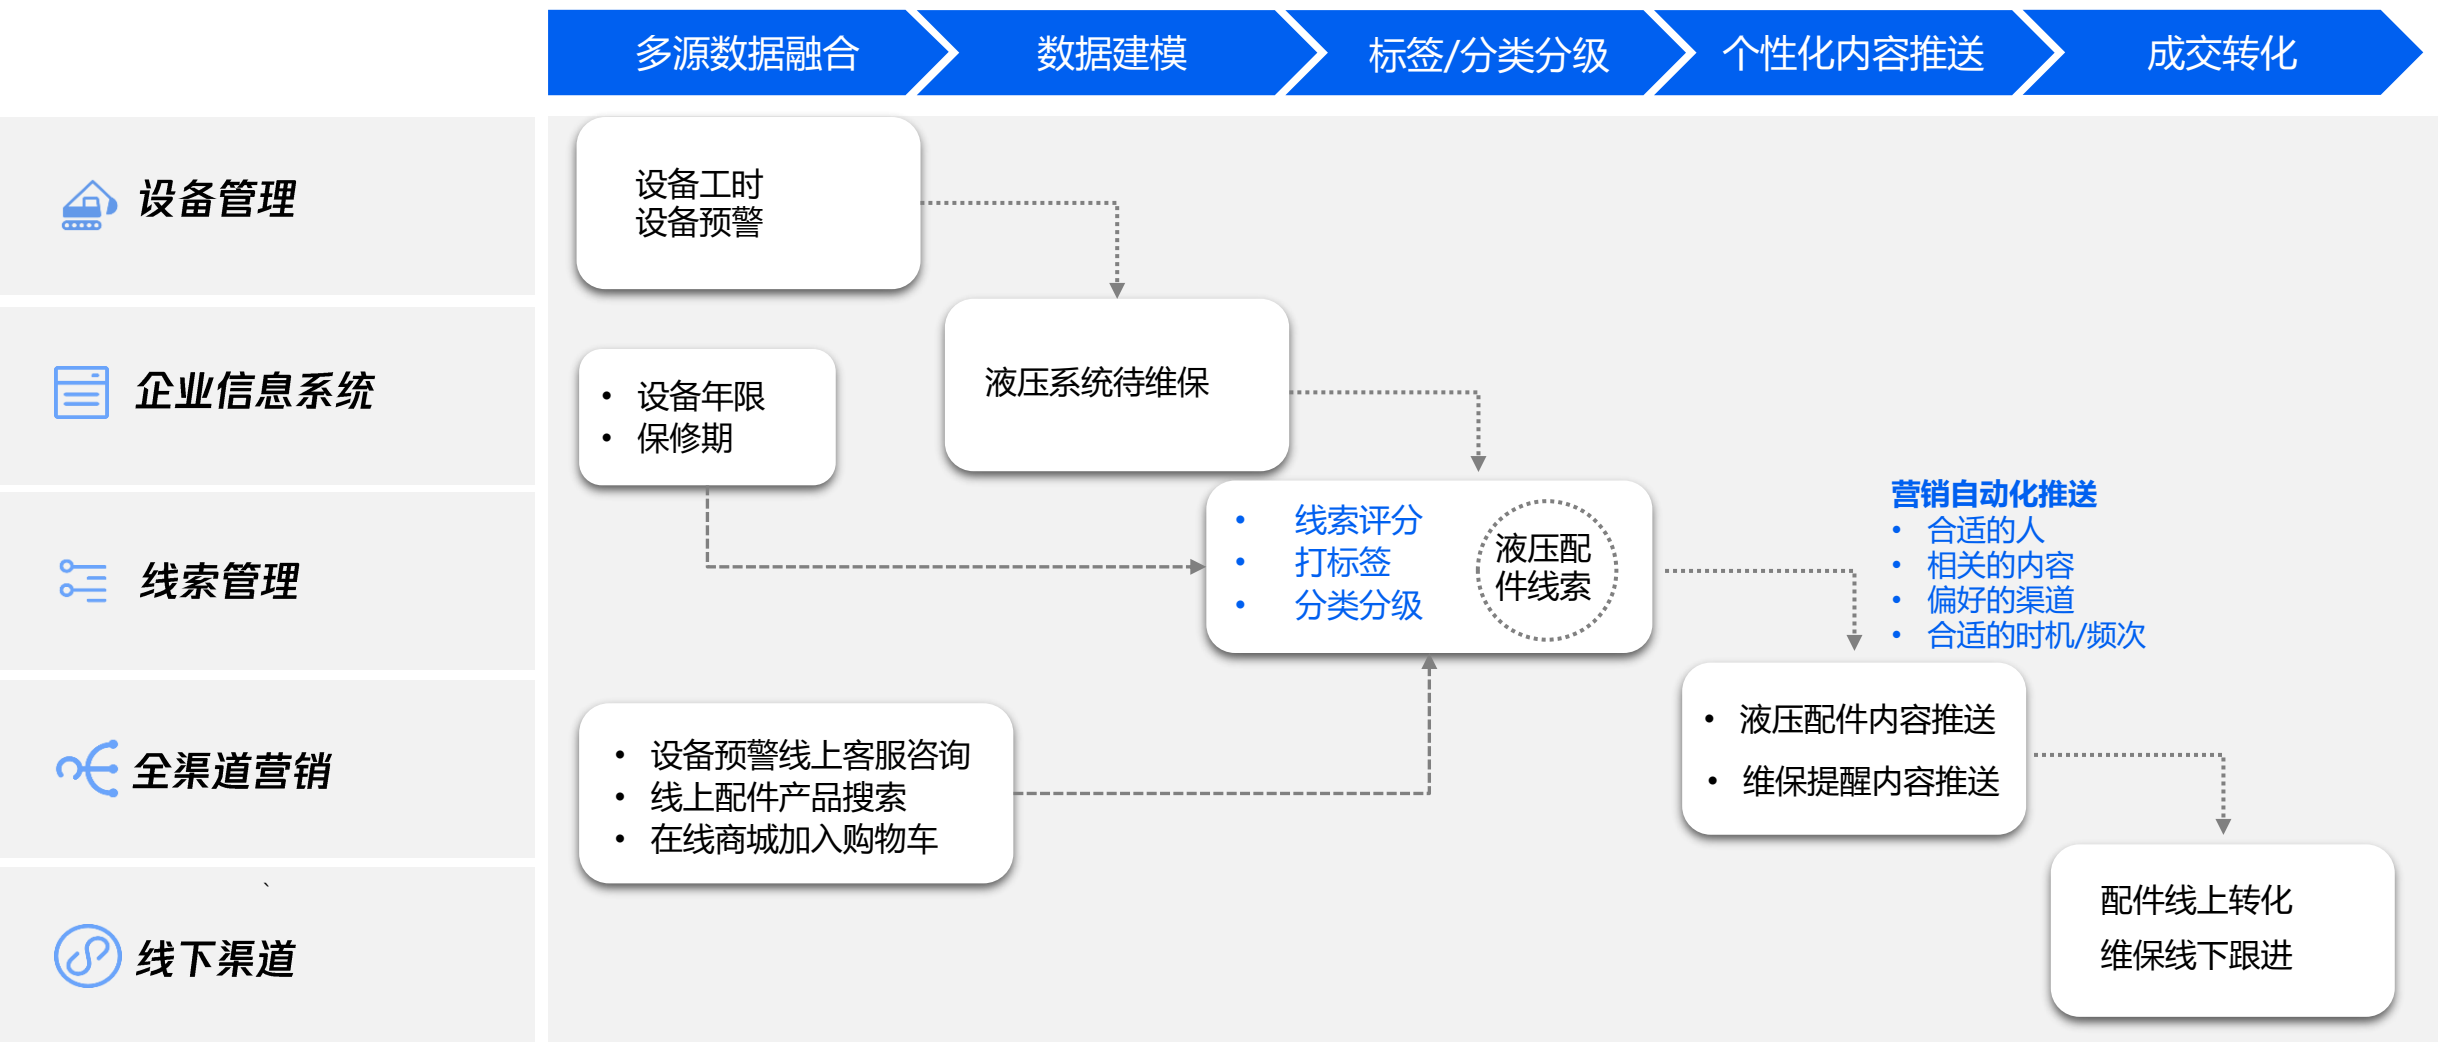 多源数据融合
数据建模
标签/分类分级
个性化内容推送
成交转化
设备管理
设备工时
设备预警
企业信息系统
• 设备年限
• 保修期
液压系统待维保
线索管理
• 线索评分
• 打标签
• 分类分级
液压配
件线索
营销自动化推送
• 合适的人
• 相关的内容
• 偏好的渠道
• 合适的时机/频次
全渠道营销
• 设备预警线上客服咨询
• 线上配件产品搜索
• 在线商城加入购物车
• 液压配件内容推送
• 维保提醒内容推送
、
线下渠道
配件线上转化
维保线下跟进